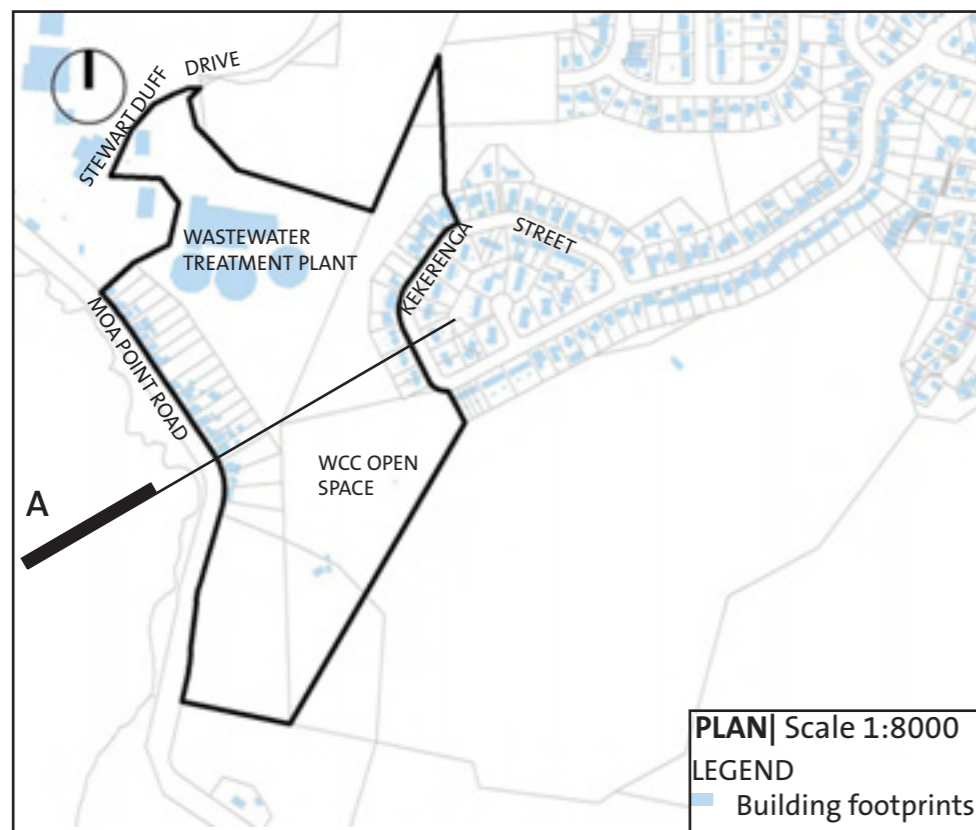 STEWART DUFF
DRIVE
WASTEWATER
TREATMENT PLANT
KEKERENGA
STREET
MOA POINT ROAD
WCC OPEN
SPACE
A
PLAN| Scale 1:8000
LEGEND
Building footprints